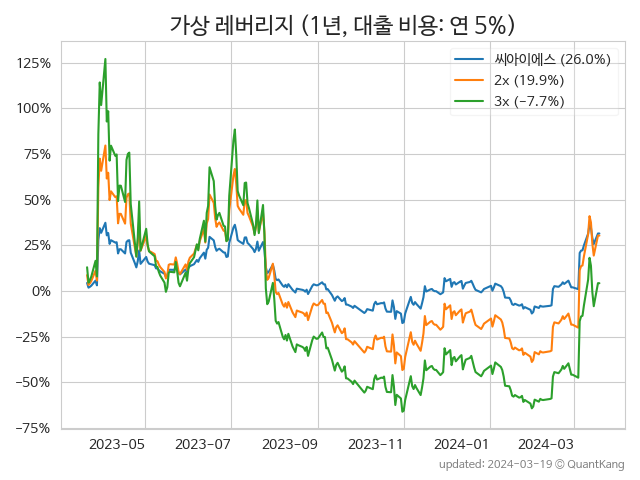 가상 레버리지 (1년, 대출 비용: 연 5%)
씨아이에스 (26.0%)
2x (19.9%)
3x (−7.7%)
125%
100%
75%
50%
25%
0%
−25%
−50%
−75%
2023-05 2023-07 2023-09 2023-11 2024-01 2024-03
updated: 2024-03-19 © QuantKang